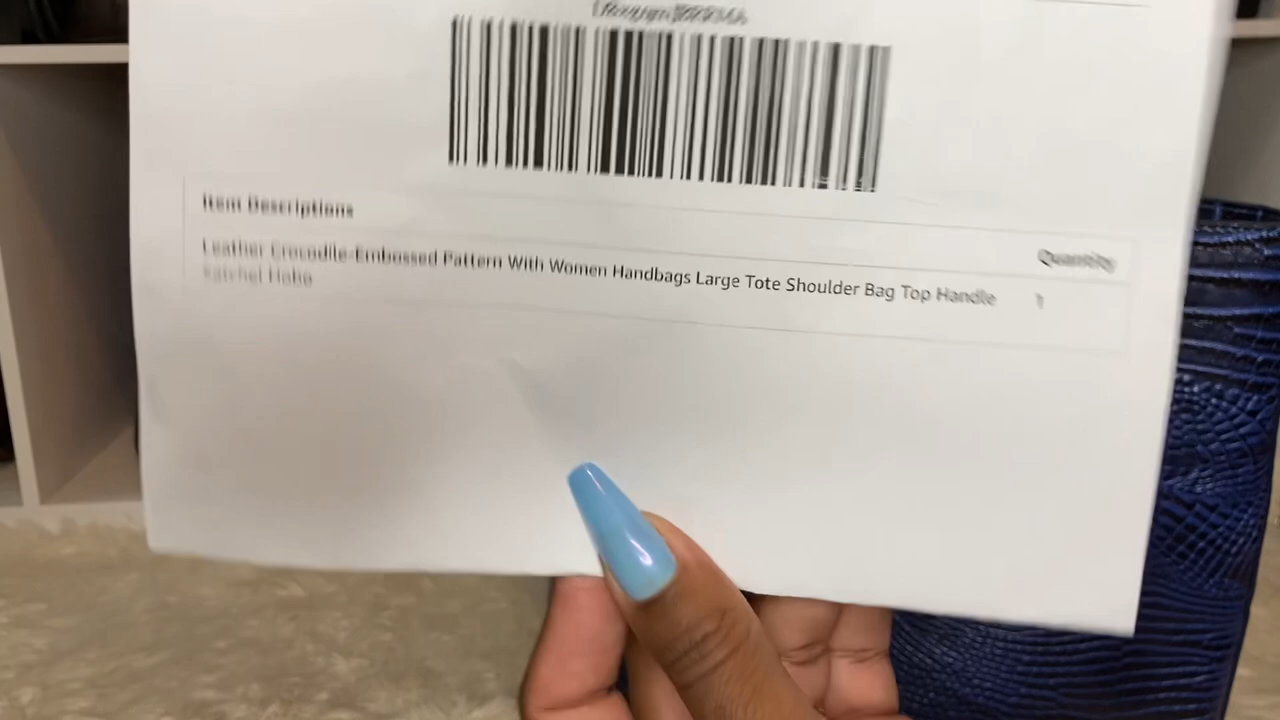 Item Descriptions
Quantity
Leather Crocodile-Embossed Pattern With Women Handbags Large Tote Shoulder Bag Top Handle
1
Satchel Hobo